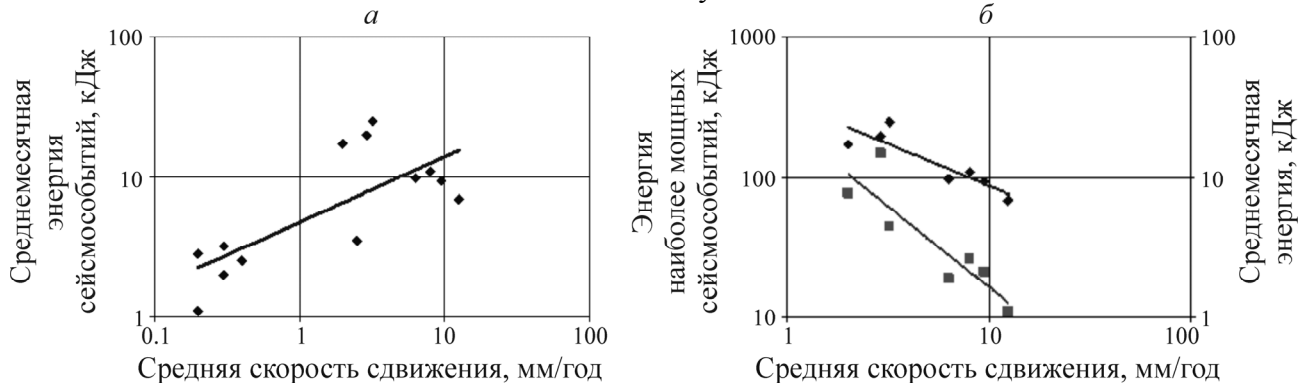 а
Среднемесячная
энергия
сейсмособытий, кДж
100
10
1
0.1
1
10
100
Средняя скорость сдвижения, мм/год
б
Энергия
наиболее мощных
сейсмособытий, кДж
1000
100
10
100
10
1
1
10
100
Среднемесячная
энергия, кДж
Средняя скорость сдвижения, мм/год